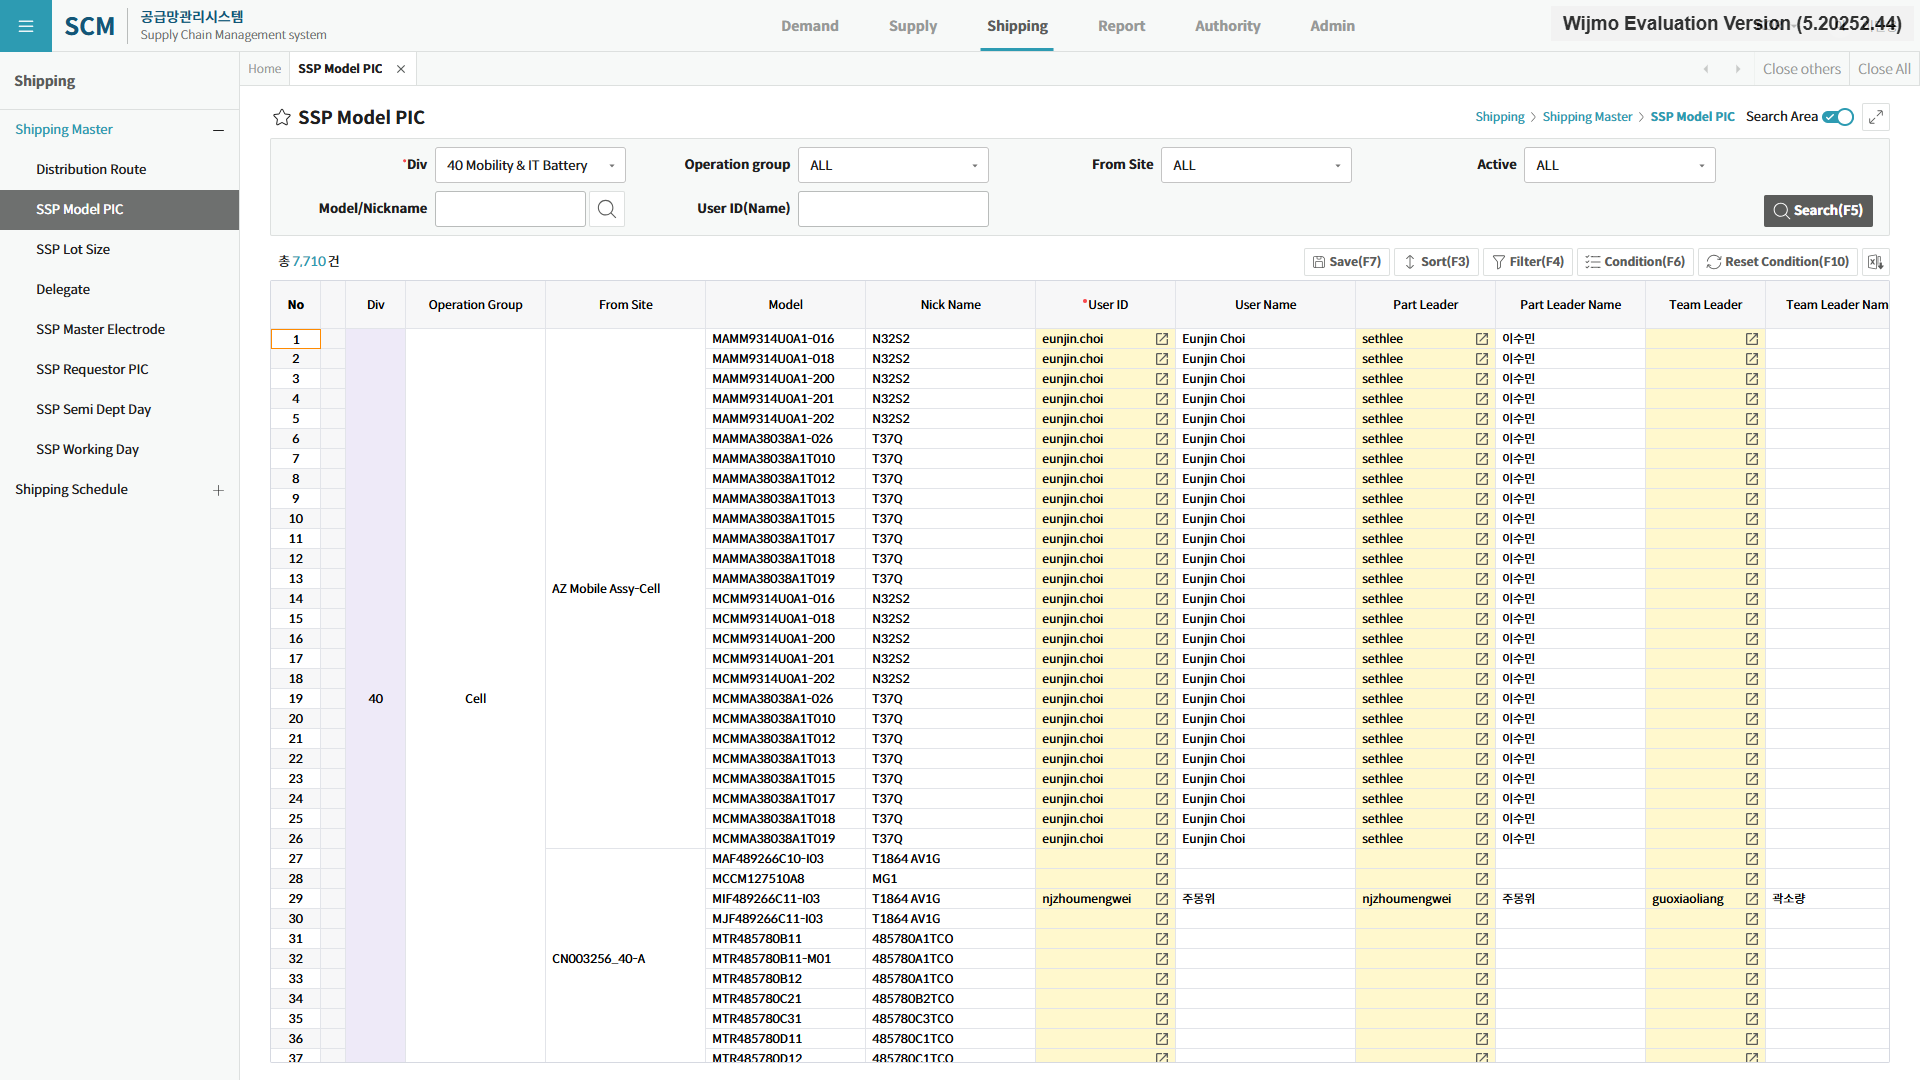 SCM 공급망관리시스템 Supply Chain Management system
Demand Supply Shipping Report Authority Admin
Wijmo Evaluation Version (5.20252.44)
Shipping
Home SSP Model PIC Close others Close All
Shipping Master
Distribution Route
SSP Model PIC
SSP Lot Size
Delegate
SSP Master Electrode
SSP Requestor PIC
SSP Semi Dept Day
SSP Working Day
Shipping Schedule
SSP Model PIC
Shipping > Shipping Master > SSP Model PIC Search Area
*Div 40 Mobility & IT Battery Operation group ALL From Site ALL Active ALL
Model/Nickname User ID(Name) Search(F5)
총 7,710 건
Save(F7) Sort(F3) Filter(F4) Condition(F6) Reset Condition(F10)
No Div Operation Group From Site Model Nick Name *User ID User Name Part Leader Part Leader Name Team Leader Team Leader Nam
1 MAMM9314U0A1-016 N32S2 eunjin.choi Eunjin Choi sethlee 이수민
2 MAMM9314U0A1-018 N32S2 eunjin.choi Eunjin Choi sethlee 이수민
3 MAMM9314U0A1-200 N32S2 eunjin.choi Eunjin Choi sethlee 이수민
4 MAMM9314U0A1-201 N32S2 eunjin.choi Eunjin Choi sethlee 이수민
5 MAMM9314U0A1-202 N32S2 eunjin.choi Eunjin Choi sethlee 이수민
6 MAMMA38038A1-026 T37Q eunjin.choi Eunjin Choi sethlee 이수민
7 MAMMA38038A1T010 T37Q eunjin.choi Eunjin Choi sethlee 이수민
8 MAMMA38038A1T012 T37Q eunjin.choi Eunjin Choi sethlee 이수민
9 MAMMA38038A1T013 T37Q eunjin.choi Eunjin Choi sethlee 이수민
10 MAMMA38038A1T015 T37Q eunjin.choi Eunjin Choi sethlee 이수민
11 MAMMA38038A1T017 T37Q eunjin.choi Eunjin Choi sethlee 이수민
12 MAMMA38038A1T018 T37Q eunjin.choi Eunjin Choi sethlee 이수민
13 MAMMA38038A1T019 T37Q eunjin.choi Eunjin Choi sethlee 이수민
AZ Mobile Assy-Cell
14 MCMM9314U0A1-016 N32S2 eunjin.choi Eunjin Choi sethlee 이수민
15 MCMM9314U0A1-018 N32S2 eunjin.choi Eunjin Choi sethlee 이수민
16 MCMM9314U0A1-200 N32S2 eunjin.choi Eunjin Choi sethlee 이수민
17 MCMM9314U0A1-201 N32S2 eunjin.choi Eunjin Choi sethlee 이수민
18 MCMM9314U0A1-202 N32S2 eunjin.choi Eunjin Choi sethlee 이수민
19 40 Cell MCMMA38038A1-026 T37Q eunjin.choi Eunjin Choi sethlee 이수민
20 MCMMA38038A1T010 T37Q eunjin.choi Eunjin Choi sethlee 이수민
21 MCMMA38038A1T012 T37Q eunjin.choi Eunjin Choi sethlee 이수민
22 MCMMA38038A1T013 T37Q eunjin.choi Eunjin Choi sethlee 이수민
23 MCMMA38038A1T015 T37Q eunjin.choi Eunjin Choi sethlee 이수민
24 MCMMA38038A1T017 T37Q eunjin.choi Eunjin Choi sethlee 이수민
25 MCMMA38038A1T018 T37Q eunjin.choi Eunjin Choi sethlee 이수민
26 MCMMA38038A1T019 T37Q eunjin.choi Eunjin Choi sethlee 이수민
27 MAF489266C10-I03 T1864 AV1G
28 MCCM127510A8 MG1
29 MIF489266C11-I03 T1864 AV1G njzhoumengwei 주몽위 njzhoumengwei 주몽위 guoxiaoliang 곽소량
30 MJF489266C11-I03 T1864 AV1G
31 MTR485780B11 485780A1TCO
32 CN003256_40-A MTR485780B11-M01 485780A1TCO
33 MTR485780B12 485780A1TCO
34 MTR485780C21 485780B2TCO
35 MTR485780C31 485780C3TCO
36 MTR485780D11 485780C1TCO
37 MTR485780D12 485780C1TCO